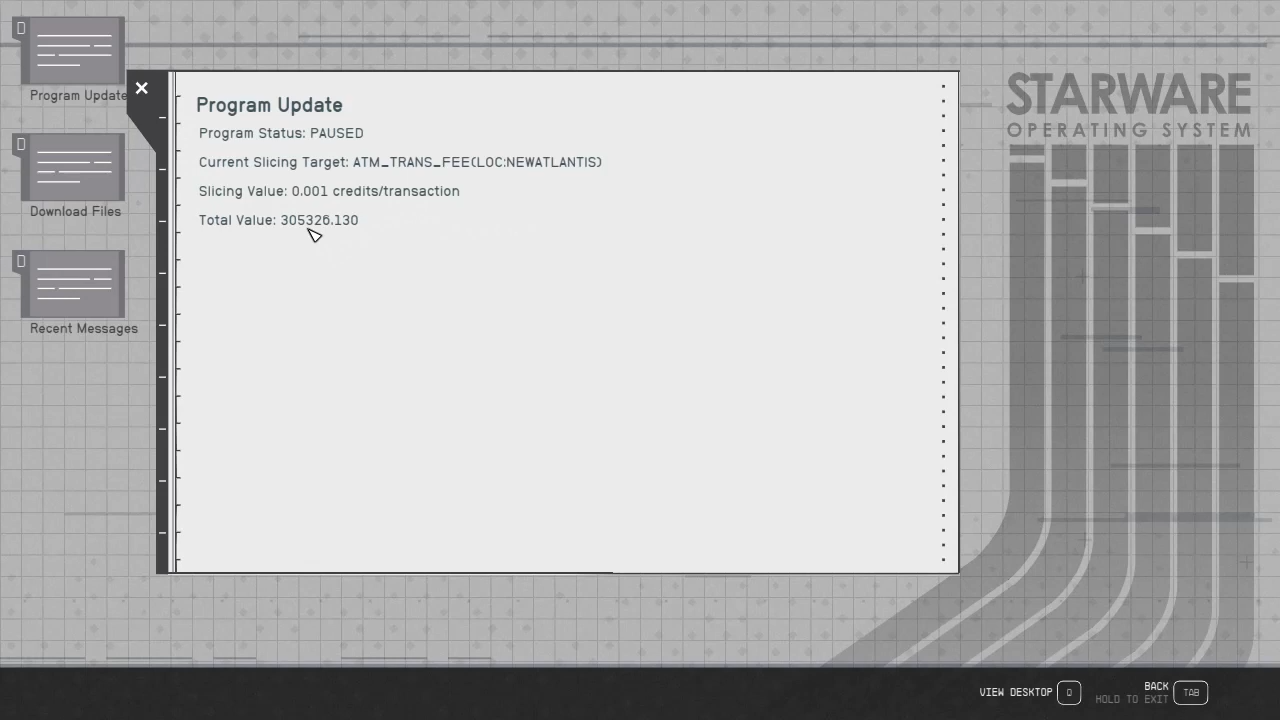 Program Update
Download Files
Recent Messages
Program Update
Program Status: PAUSED
Current Slicing Target: ATM_TRANS_FEE(LOC:NEWATLANTIS)
Slicing Value: 0.001 credits/transaction
Total Value: 305326.130
STARWARE
OPERATING SYSTEM
VIEW DESKTOP Q
BACK
HOLD TO EXIT TAB